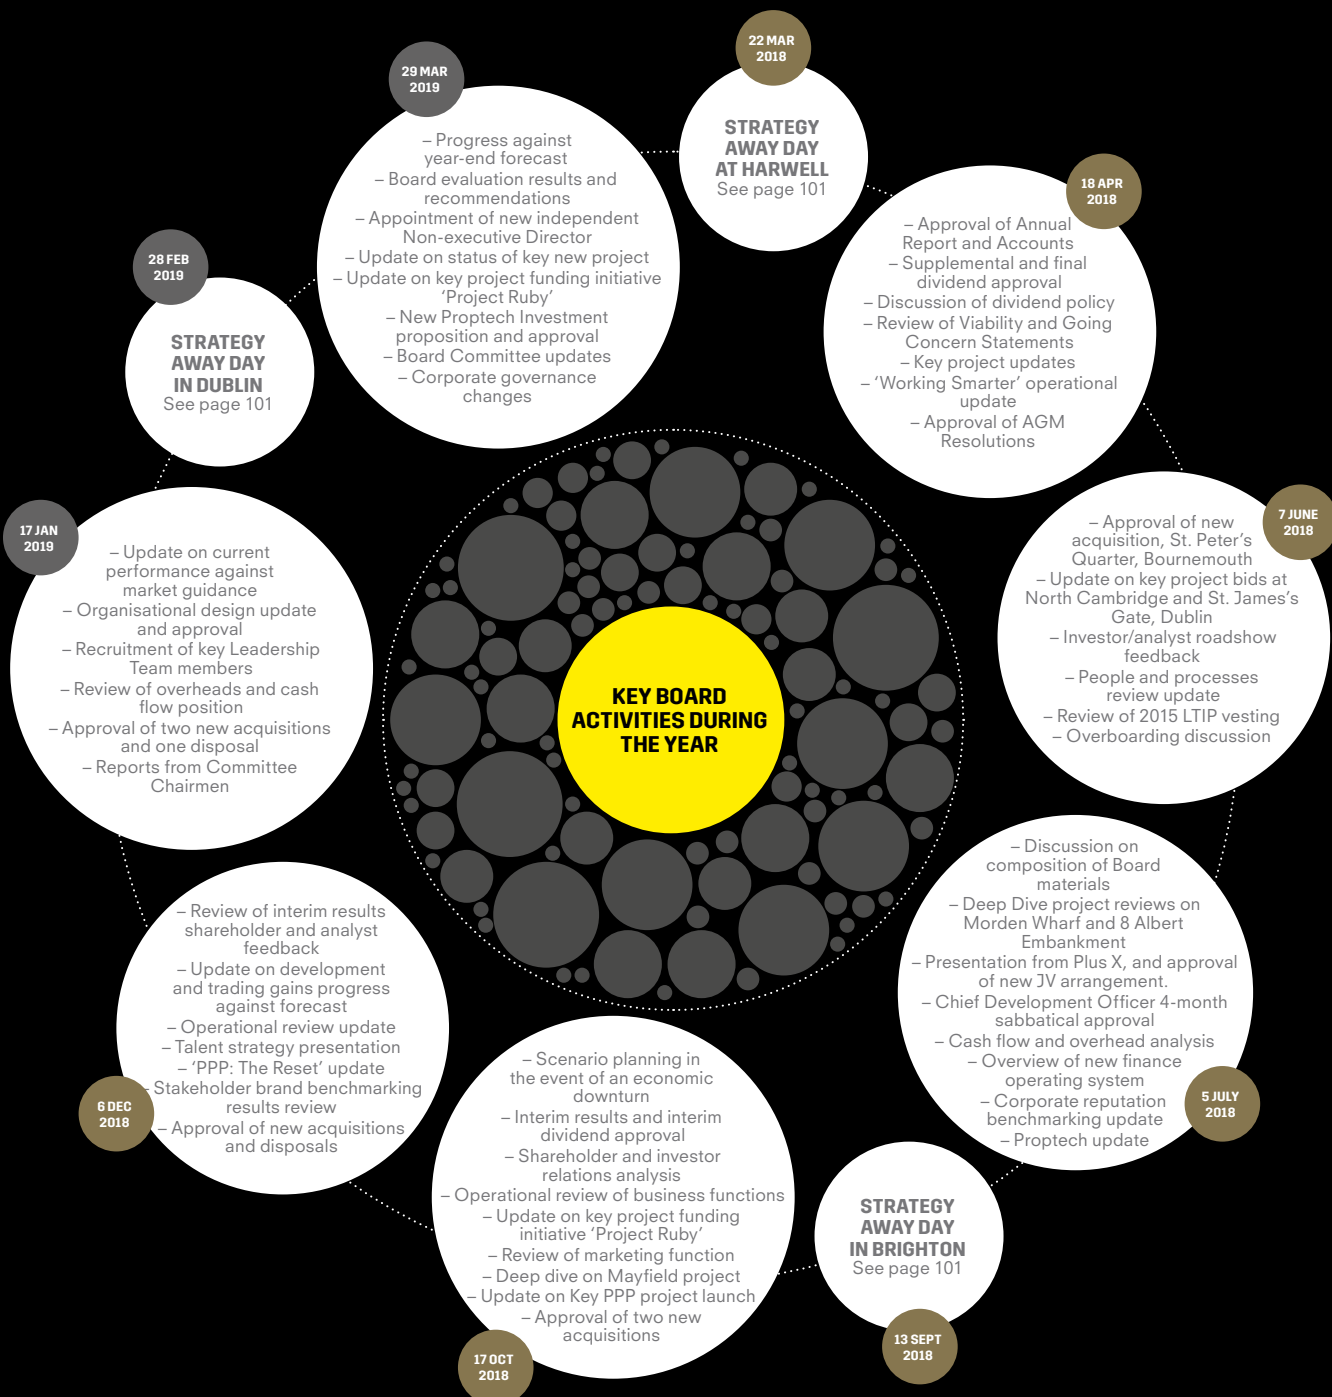 KEY BOARD
ACTIVITIES DURING
THE YEAR
22 MAR
2018
STRATEGY
AWAY DAY
AT HARWELL
See page 101
18 APR
2018
– Approval of Annual
Report and Accounts
– Supplemental and final
dividend approval
– Discussion of dividend policy
– Review of Viability and Going
Concern Statements
– Key project updates
– ‘Working Smarter’ operational
update
– Approval of AGM
Resolutions
7 JUNE
2018
– Approval of new
acquisition, St. Peter’s
Quarter, Bournemouth
– Update on key project bids at
North Cambridge and St. James’s
Gate, Dublin
– Investor/analyst roadshow
feedback
– People and processes
review update
– Review of 2015 LTIP vesting
– Overboarding discussion
5 JULY
2018
– Discussion on
composition of Board
materials
– Deep Dive project reviews on
Morden Wharf and 8 Albert
Embankment
– Presentation from Plus X, and approval
of new JV arrangement.
– Chief Development Officer 4-month
sabbatical approval
– Cash flow and overhead analysis
– Overview of new finance
operating system
– Corporate reputation
benchmarking update
– Proptech update
13 SEPT
2018
STRATEGY
AWAY DAY
IN BRIGHTON
See page 101
17 OCT
2018
– Scenario planning in
the event of an economic
downturn
– Interim results and interim
dividend approval
– Shareholder and investor
relations analysis
– Operational review of business functions
– Update on key project funding
initiative ‘Project Ruby’
– Review of marketing function
– Deep dive on Mayfield project
– Update on Key PPP project launch
– Approval of two new
acquisitions
6 DEC
2018
– Review of interim results
shareholder and analyst
feedback
– Update on development
and trading gains progress
against forecast
– Operational review update
– Talent strategy presentation
– ‘PPP: The Reset’ update
– Stakeholder brand benchmarking
results review
– Approval of new acquisitions
and disposals
17 JAN
2019
– Update on current
performance against
market guidance
– Organisational design update
and approval
– Recruitment of key Leadership
Team members
– Review of overheads and cash
flow position
– Approval of two new acquisitions
and one disposal
– Reports from Committee
Chairmen
28 FEB
2019
STRATEGY
AWAY DAY
IN DUBLIN
See page 101
29 MAR
2019
– Progress against
year-end forecast
– Board evaluation results and
recommendations
– Appointment of new independent
Non-executive Director
– Update on status of key new project
– Update on key project funding initiative
‘Project Ruby’
– New Proptech Investment
proposition and approval
– Board Committee updates
– Corporate governance
changes